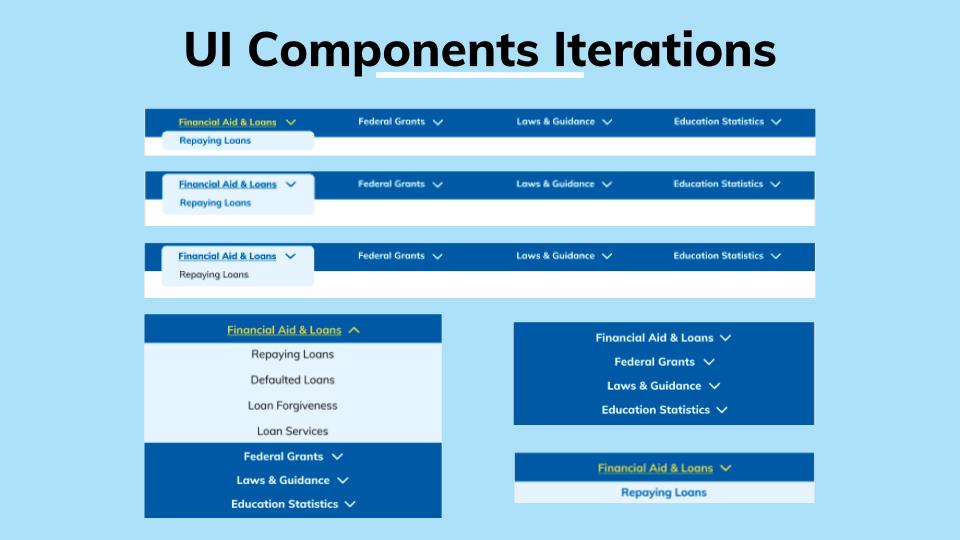 UI Components Iterations
Financial Aid & Loans Federal Grants Laws & Guidance Education Statistics
Repaying Loans
Financial Aid & Loans Federal Grants Laws & Guidance Education Statistics
Repaying Loans
Financial Aid & Loans Federal Grants Laws & Guidance Education Statistics
Repaying Loans
Financial Aid & Loans
Repaying Loans
Defaulted Loans
Loan Forgiveness
Loan Services
Federal Grants
Laws & Guidance
Education Statistics
Financial Aid & Loans
Federal Grants
Laws & Guidance
Education Statistics
Financial Aid & Loans
Repaying Loans